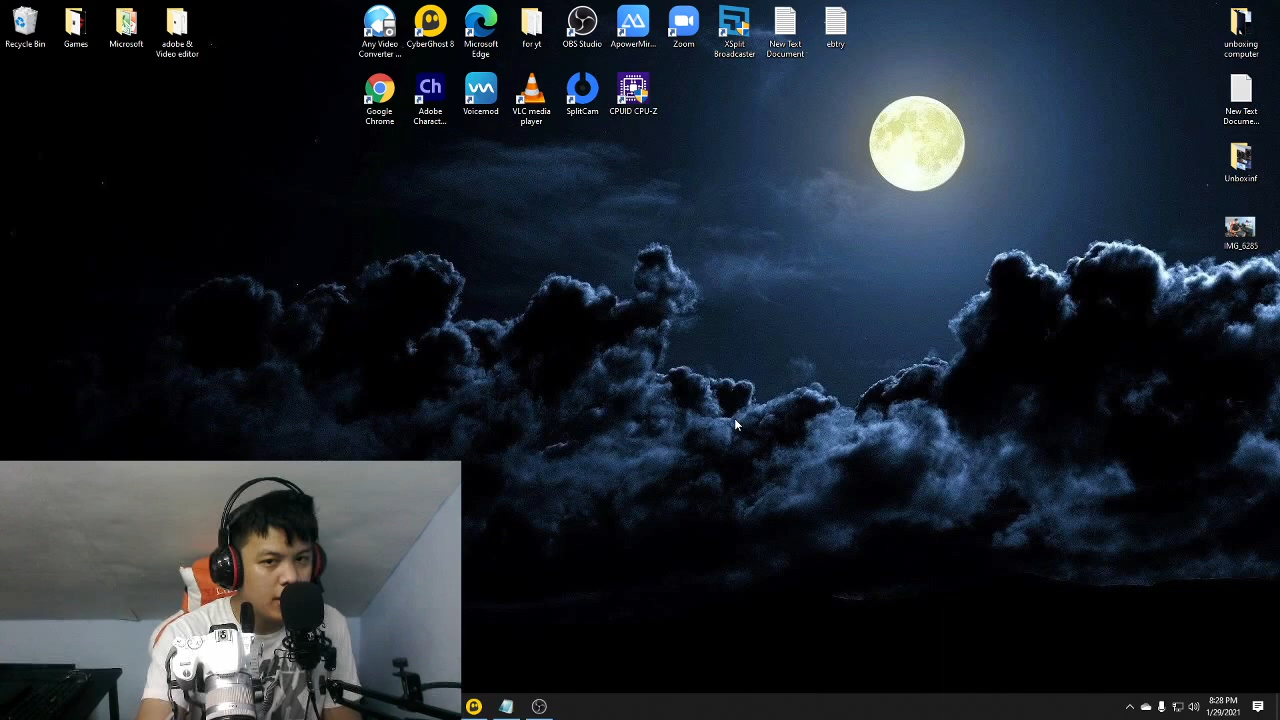 Recycle Bin
Games
Microsoft
adobe &
Video editor
Any Video
Converter ...
CyberGhost 8
Microsoft
Edge
for yt
OBS Studio
ApowerMir...
Zoom
XSplit
Broadcaster
New Text
Document
ebtry
Google
Chrome
Ch
Adobe
Charact...
Voicemod
VLC media
player
SplitCam
CPUID CPU-Z
unboxing
computer
New Text
Docume...
Unboxinf
IMG_6285
8:28 PM
1/29/2021